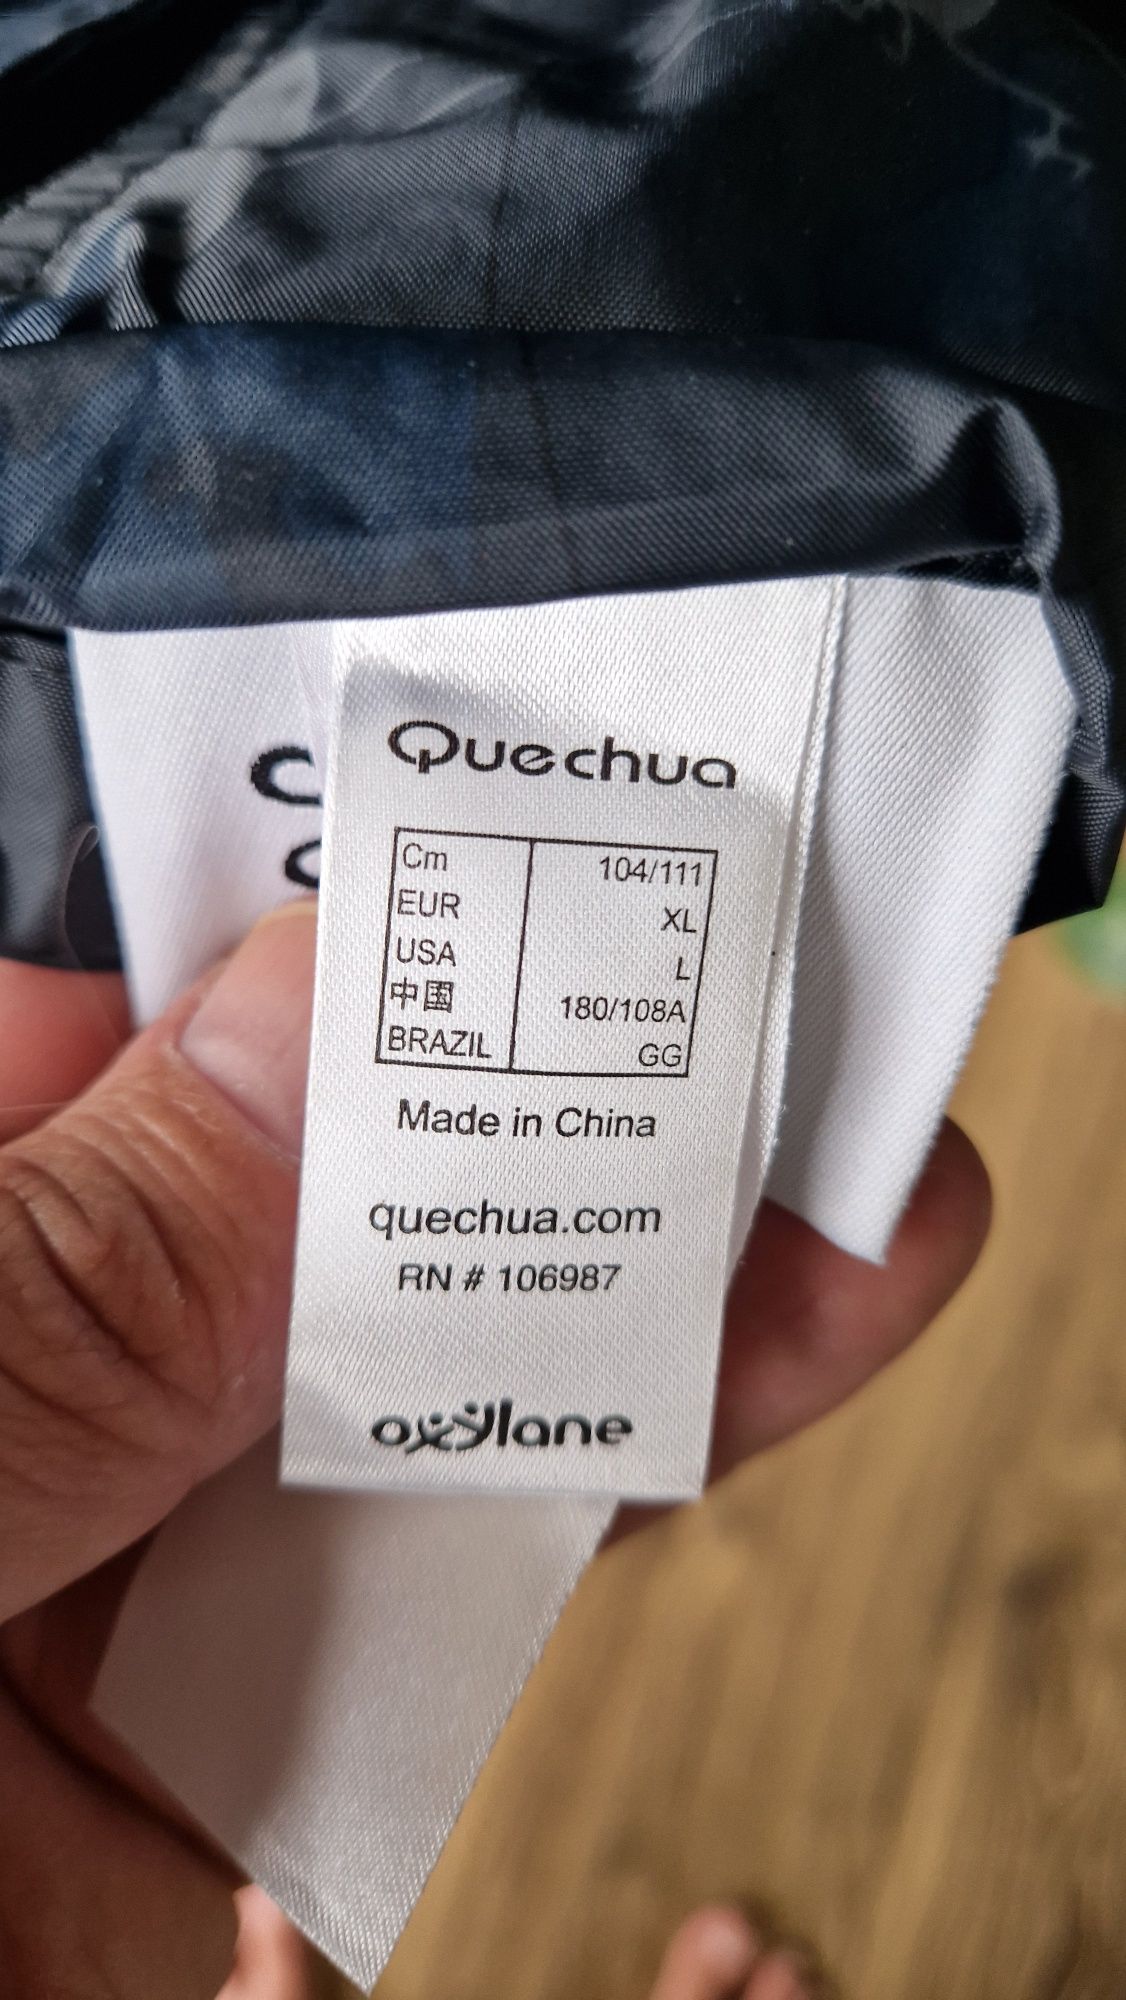 Quechua
Cm 104/111
EUR XL
USA L
中国 180/108A
BRAZIL GG
Made in China
quechua.com
RN # 106987
oxylane